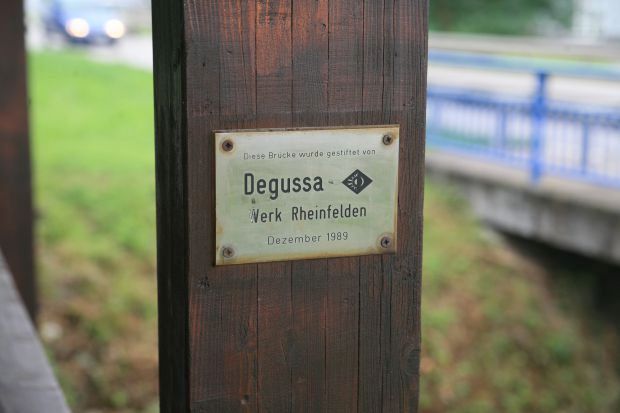 Diese Brücke wurde gestiftet von
Degussa
Werk Rheinfelden
Dezember 1989